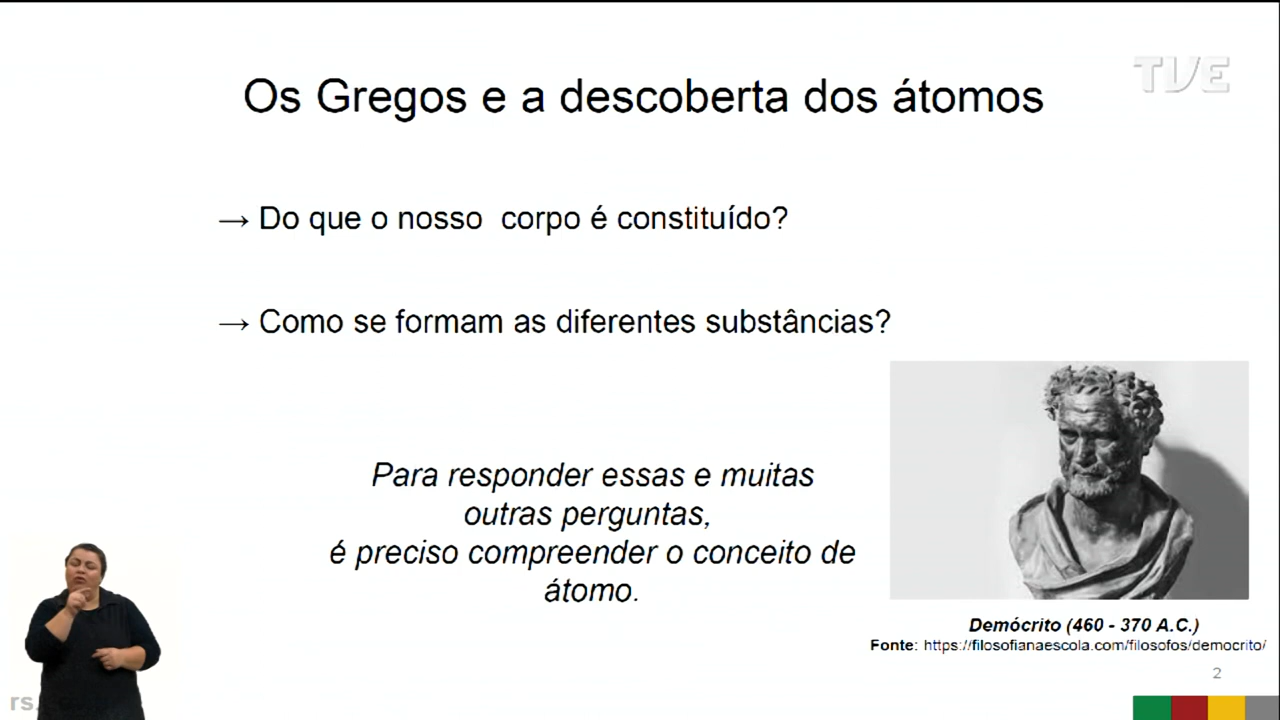 TVE
Os Gregos e a descoberta dos átomos
→ Do que o nosso  corpo é constituído?
→ Como se formam as diferentes substâncias?
Para responder essas e muitas
outras perguntas,
é preciso compreender o conceito de
átomo.
Demócrito (460 - 370 A.C.)
Fonte: https://filosofianaescola.com/filosofos/democrito/
2
rs.